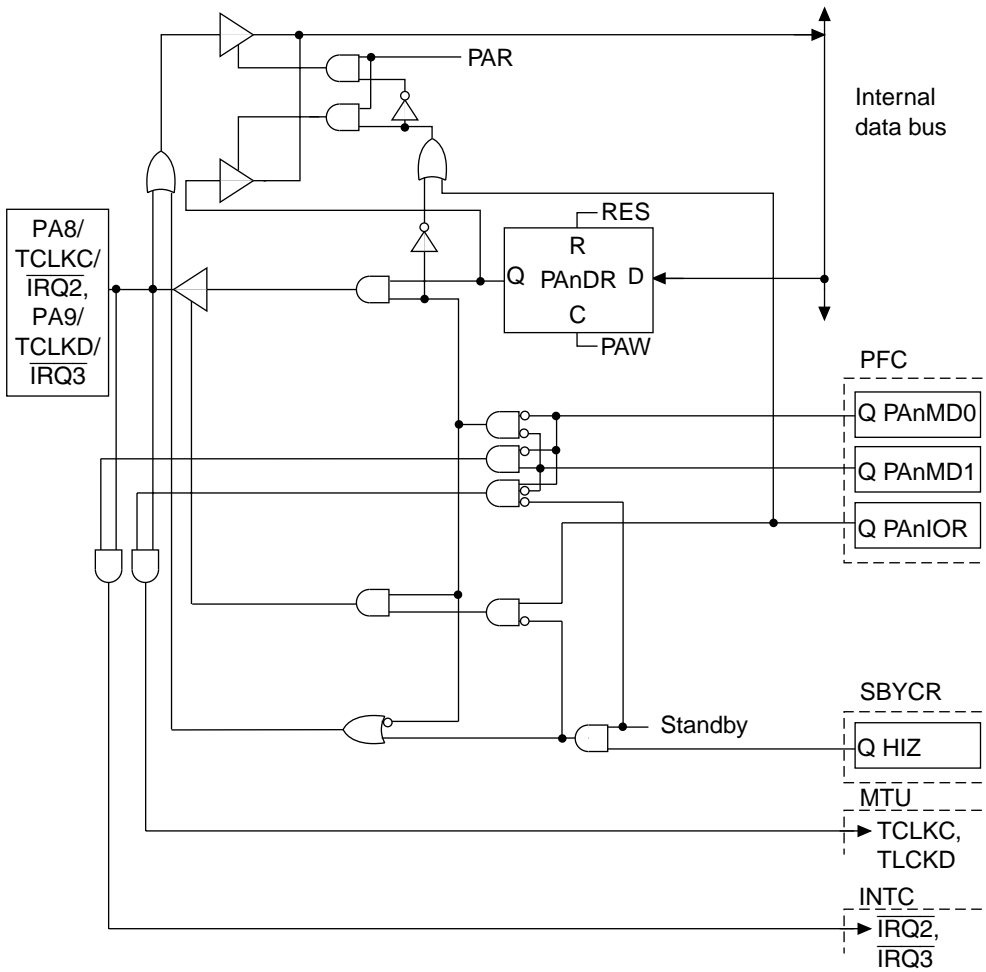 PAR
Internal
data bus
PA8/
TCLKC/
IRQ2,
PA9/
TCLKD/
IRQ3
RES
R
Q PAnDR D
C
PAW
PFC
Q PAnMD0
Q PAnMD1
Q PAnIOR
SBYCR
Standby
Q HIZ
MTU
TCLKC,
TLCKD
INTC
IRQ2,
IRQ3